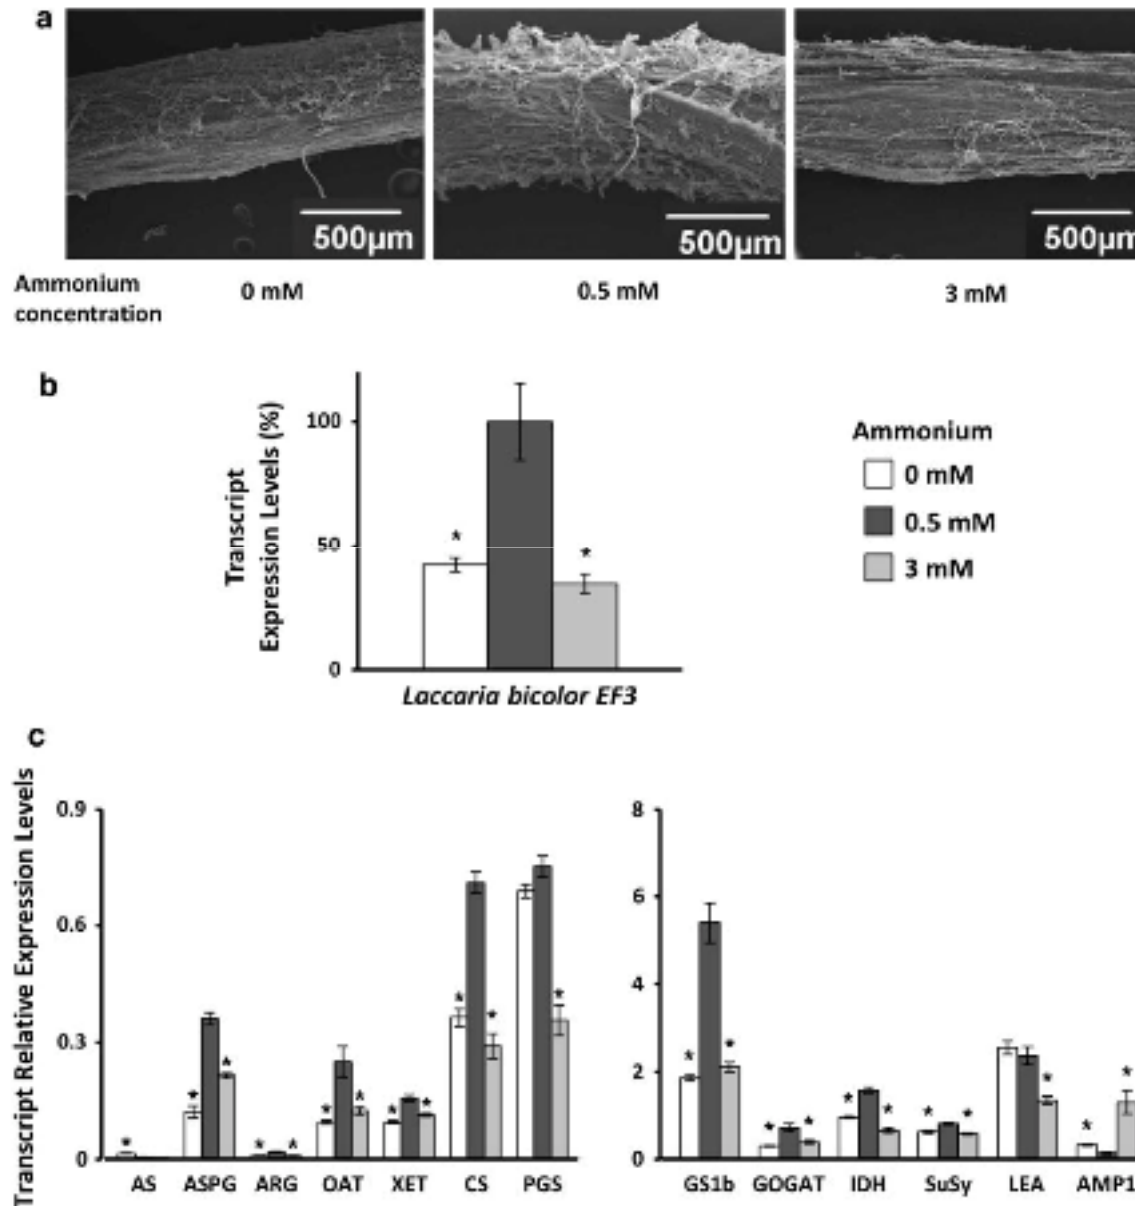 a
500µm 500µm 500µm
Ammonium concentration 0 mM 0.5 mM 3 mM
b
Transcript
Expression Levels (%)
100
50
0
*
*
Laccaria bicolor EF3
Ammonium
0 mM
0.5 mM
3 mM
c
Transcript Relative Expression Levels
0.9
0.6
0.3
0
* * * * * * * * * * * *
AS ASPG ARG OAT XET CS PGS
8
6
4
2
0
* * * * * * * * * * *
GS1b GOGAT IDH SuSy LEA AMP1